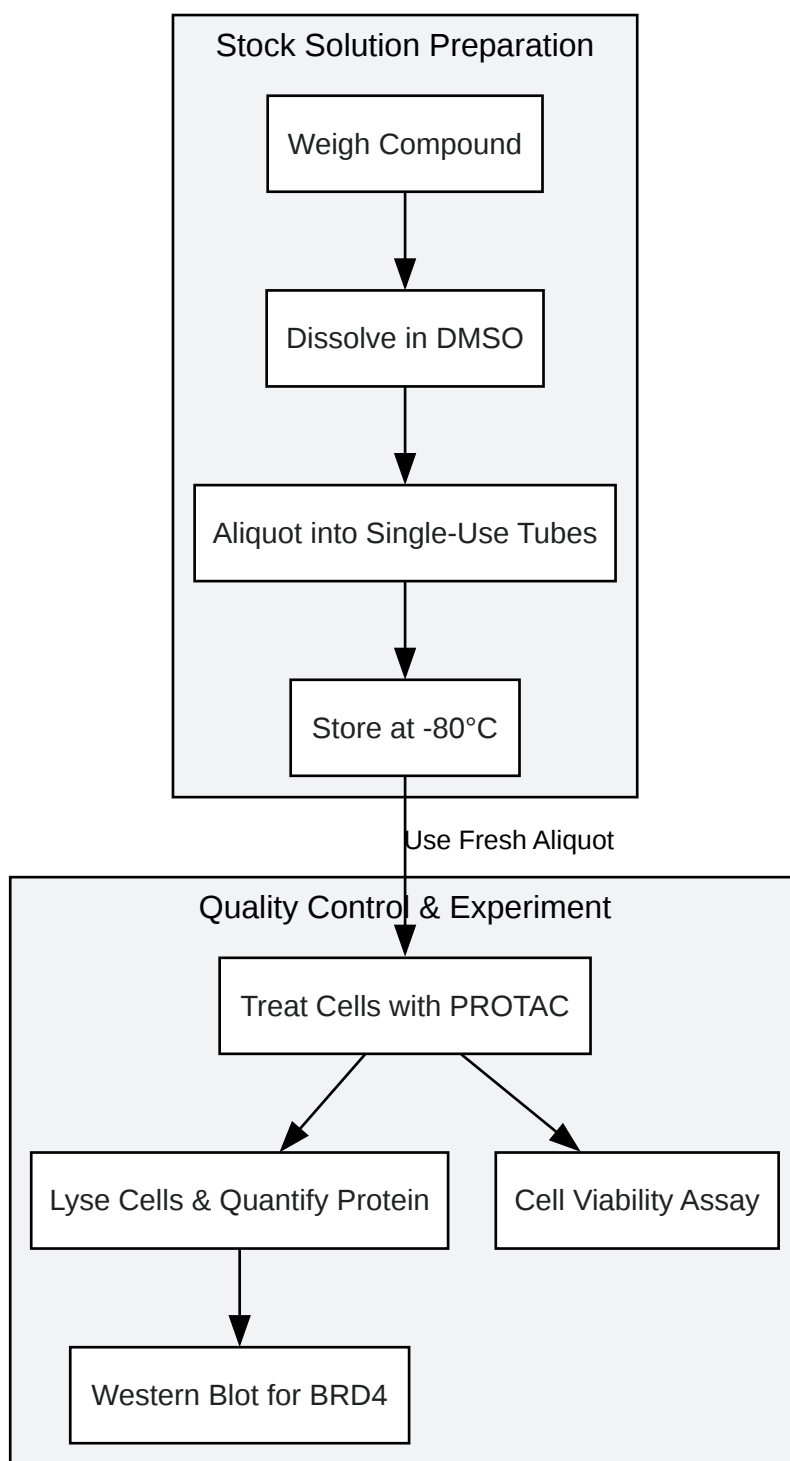 Stock Solution Preparation
Weigh Compound
Dissolve in DMSO
Aliquot into Single-Use Tubes
Store at -80°C
Use Fresh Aliquot
Quality Control & Experiment
Treat Cells with PROTAC
Lyse Cells & Quantify Protein
Cell Viability Assay
Western Blot for BRD4